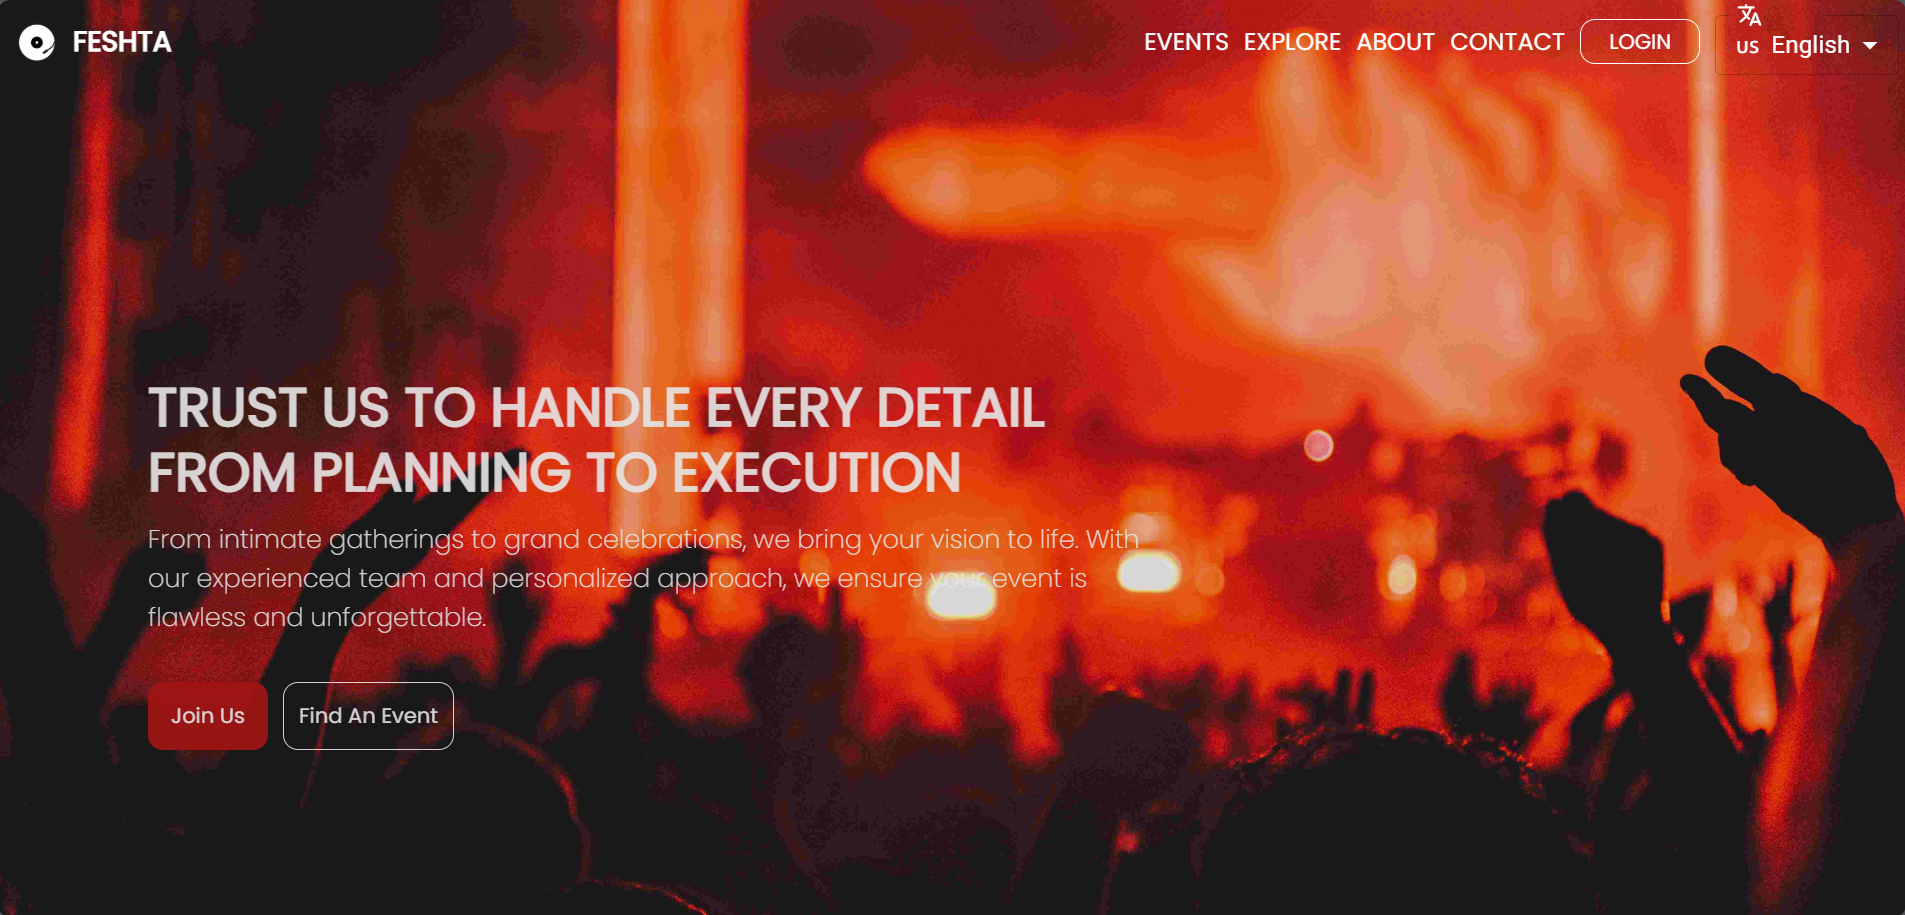 FESHTA
EVENTS EXPLORE ABOUT CONTACT LOGIN
文A
US English
TRUST US TO HANDLE EVERY DETAIL
FROM PLANNING TO EXECUTION
From intimate gatherings to grand celebrations, we bring your vision to life. With
our experienced team and personalized approach, we ensure your event is
flawless and unforgettable.
Join Us Find An Event